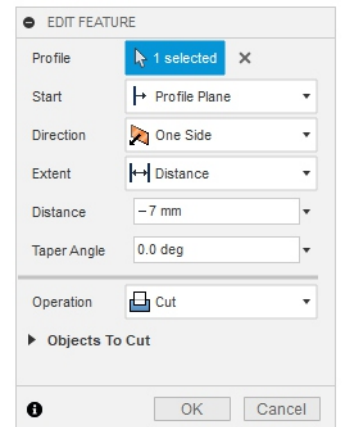 EDIT FEATURE
Profile 1 selected
Start Profile Plane
Direction One Side
Extent Distance
Distance −7 mm
Taper Angle 0.0 deg
Operation Cut
Objects To Cut
OK Cancel